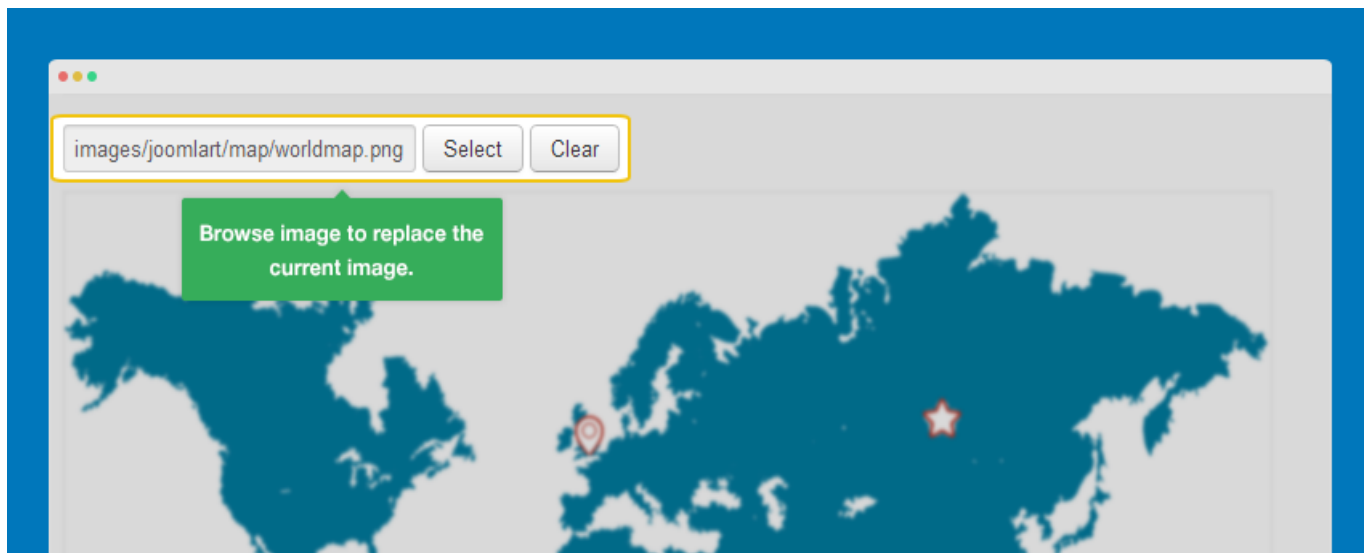 images/joomlart/map/worldmap.png Select Clear
Browse image to replace the
current image.